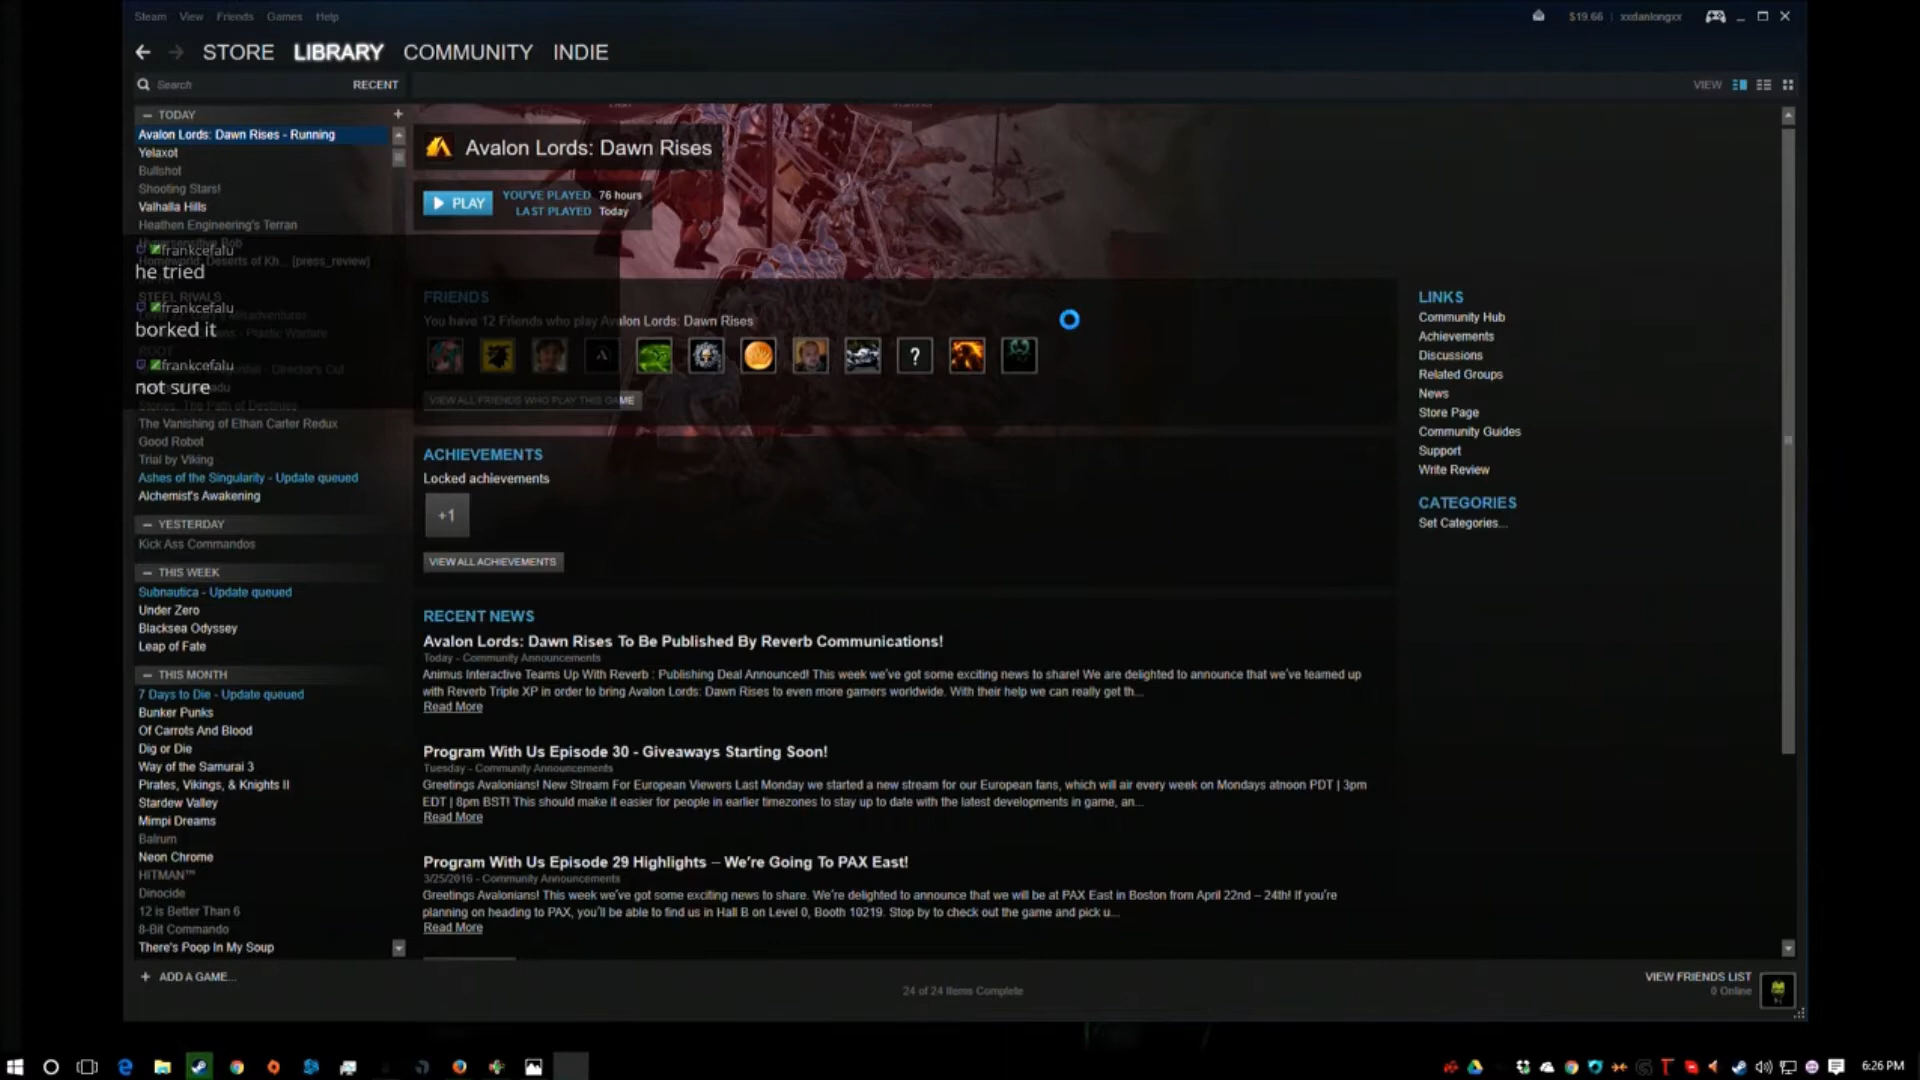 Steam View Friends Games Help
$19.66 xxdanlongxx
STORE LIBRARY COMMUNITY INDIE
Search RECENT
VIEW
TODAY
Avalon Lords: Dawn Rises - Running
Yelaxot
Bullshot
Shooting Stars!
Valhalla Hills
Heathen Engineering's Terran
Hypersensitive Bob
frankcefalu
Homeworld: Deserts of Kh... [press_review]
he tried
STEEL RIVALS
frankcefalu
borked it
frankcefalu
not sure
The Vanishing of Ethan Carter Redux
Good Robot
Trial by Viking
Ashes of the Singularity - Update queued
Alchemist's Awakening
YESTERDAY
Kick Ass Commandos
THIS WEEK
Subnautica - Update queued
Under Zero
Blacksea Odyssey
Leap of Fate
THIS MONTH
7 Days to Die - Update queued
Bunker Punks
Of Carrots And Blood
Dig or Die
Way of the Samurai 3
Pirates, Vikings, & Knights II
Stardew Valley
Mimpi Dreams
Balrum
Neon Chrome
HITMAN™
Dinocide
12 is Better Than 6
8-Bit Commando
There's Poop In My Soup
+ ADD A GAME...
Avalon Lords: Dawn Rises
PLAY
YOU'VE PLAYED 76 hours
LAST PLAYED Today
FRIENDS
You have 12 Friends who play Avalon Lords: Dawn Rises
VIEW ALL FRIENDS WHO PLAY THIS GAME
ACHIEVEMENTS
Locked achievements
+1
VIEW ALL ACHIEVEMENTS
RECENT NEWS
Avalon Lords: Dawn Rises To Be Published By Reverb Communications!
Today - Community Announcements
Animus Interactive Teams Up With Reverb : Publishing Deal Announced! This week we've got some exciting news to share! We are delighted to announce that we've teamed up
with Reverb Triple XP in order to bring Avalon Lords: Dawn Rises to even more gamers worldwide. With their help we can really get th...
Read More
Program With Us Episode 30 - Giveaways Starting Soon!
Tuesday - Community Announcements
Greetings Avalonians! New Stream For European Viewers Last Monday we started a new stream for our European fans, which will air every week on Mondays atnoon PDT | 3pm
EDT | 8pm BST! This should make it easier for people in earlier timezones to stay up to date with the latest developments in game, an...
Read More
Program With Us Episode 29 Highlights – We're Going To PAX East!
3/25/2016 - Community Announcements
Greetings Avalonians! This week we've got some exciting news to share. We're delighted to announce that we will be at PAX East in Boston from April 22nd – 24th! If you're
planning on heading to PAX, you'll be able to find us in Hall B on Level 0, Booth 10219. Stop by to check out the game and pick u...
Read More
LINKS
Community Hub
Achievements
Discussions
Related Groups
News
Store Page
Community Guides
Support
Write Review
CATEGORIES
Set Categories...
24 of 24 Items Complete
VIEW FRIENDS LIST
0 Online
6:26 PM